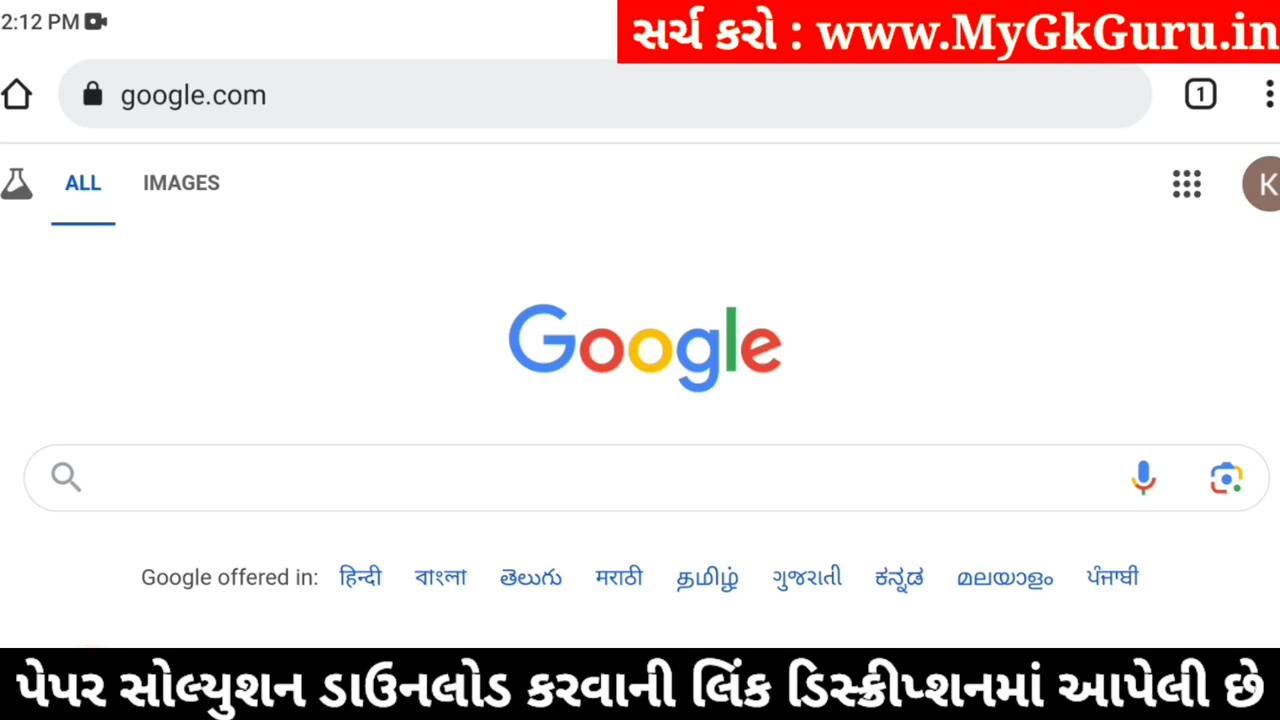 2:12 PM
સર્ચ કરો : www.MyGkGuru.in
google.com
1
ALL IMAGES
K
Google
Google offered in: हिन्दी বাংলা తెలుగు मराठी தமிழ் ગુજરાતી ಕನ್ನಡ മലയാളം ਪੰਜਾਬੀ
પેપર સોલ્યુશન ડાઉનલોડ કરવાની લિંક ડિસ્ક્રીપ્શનમાં આપેલી છે